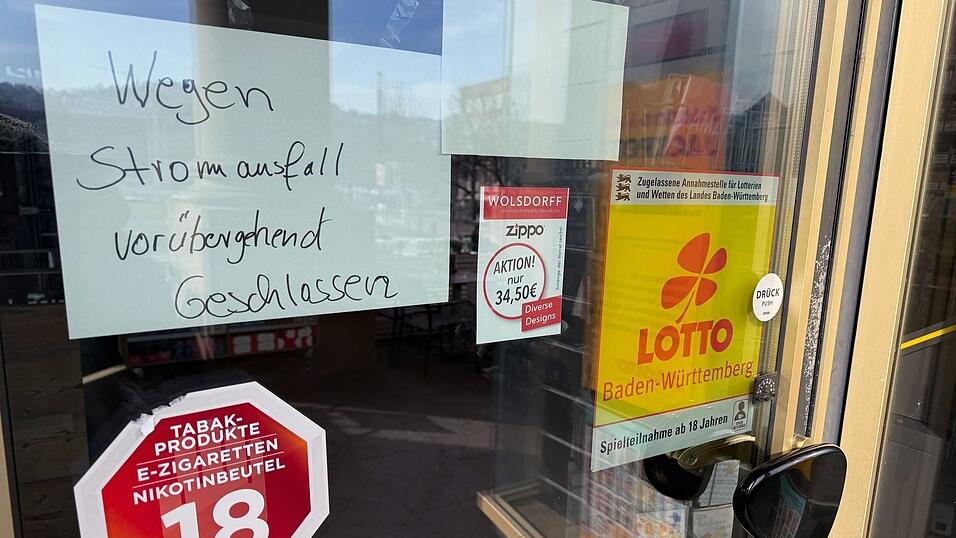 Wegen
Stromausfall
vorübergehend
Geschlossen
WOLSDORFF
zippo
AKTION!
nur
34,50€
Diverse
Designs
Zugelassene Annahmestelle für Lotterien
und Wetten des Landes Baden-Württemberg
LOTTO
Baden-Württemberg
Spielteilnahme ab 18 Jahren
DRÜCK
PUSH
TABAK-
PRODUKTE
E-ZIGARETTEN
NIKOTINBEUTEL
18